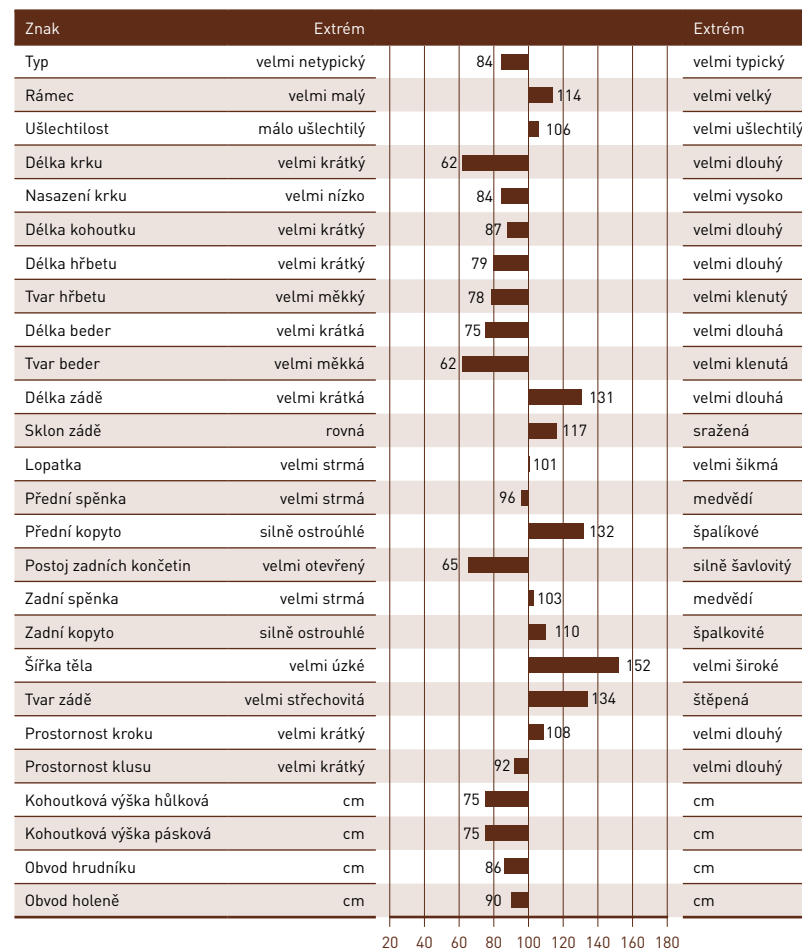 Znak Extrém Extrém
Typ velmi netypický 84 velmi typický
Rámec velmi malý 114 velmi velký
Ušlechtilost málo ušlechtilý 106 velmi ušlechtilý
Délka krku velmi krátký 62 velmi dlouhý
Nasazení krku velmi nízko 84 velmi vysoko
Délka kohoutku velmi krátký 87 velmi dlouhý
Délka hřbetu velmi krátký 79 velmi dlouhý
Tvar hřbetu velmi měkký 78 velmi klenutý
Délka beder velmi krátká 75 velmi dlouhá
Tvar beder velmi měkká 62 velmi klenutá
Délka zádě velmi krátká 131 velmi dlouhá
Sklon zádě rovná 117 sražená
Lopatka velmi strmá 101 velmi šikmá
Přední spěnka velmi strmá 96 medvědí
Přední kopyto silně ostroúhlé 132 špalíkové
Postoj zadních končetin velmi otevřený 65 silně šavlovitý
Zadní spěnka velmi strmá 103 medvědí
Zadní kopyto silně ostrouhlé 110 špalkovité
Šířka těla velmi úzké 152 velmi široké
Tvar zádě velmi střechovitá 134 štěpená
Prostornost kroku velmi krátký 108 velmi dlouhý
Prostornost klusu velmi krátký 92 velmi dlouhý
Kohoutková výška hůlková cm 75 cm
Kohoutková výška pásková cm 75 cm
Obvod hrudníku cm 86 cm
Obvod holeně cm 90 cm
20 40 60 80 100 120 140 160 180